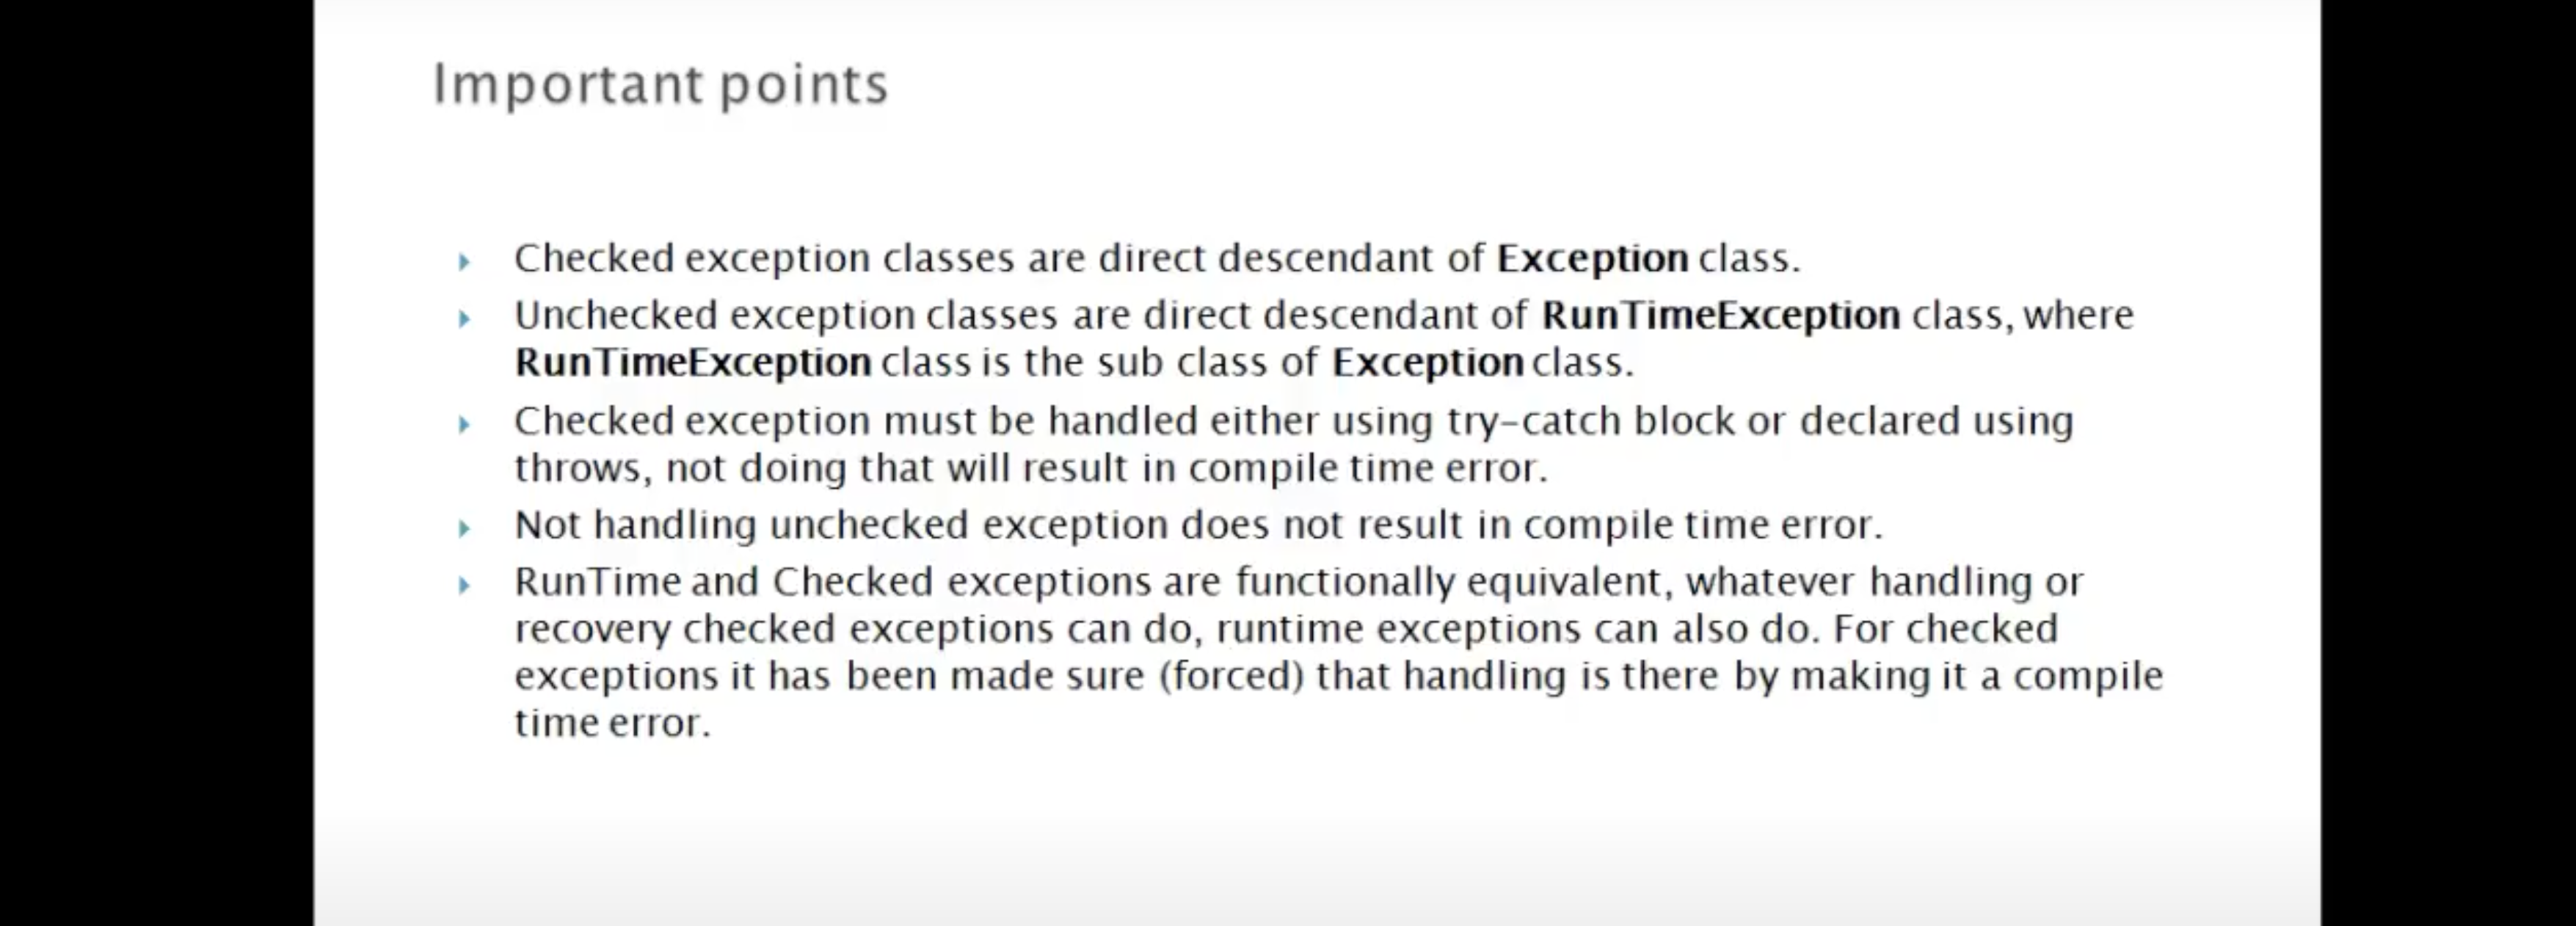 Important points
Checked exception classes are direct descendant of Exception class.
Unchecked exception classes are direct descendant of RunTimeException class, where
RunTimeException class is the sub class of Exception class.
Checked exception must be handled either using try-catch block or declared using
throws, not doing that will result in compile time error.
Not handling unchecked exception does not result in compile time error.
RunTime and Checked exceptions are functionally equivalent, whatever handling or
recovery checked exceptions can do, runtime exceptions can also do. For checked
exceptions it has been made sure (forced) that handling is there by making it a compile
time error.